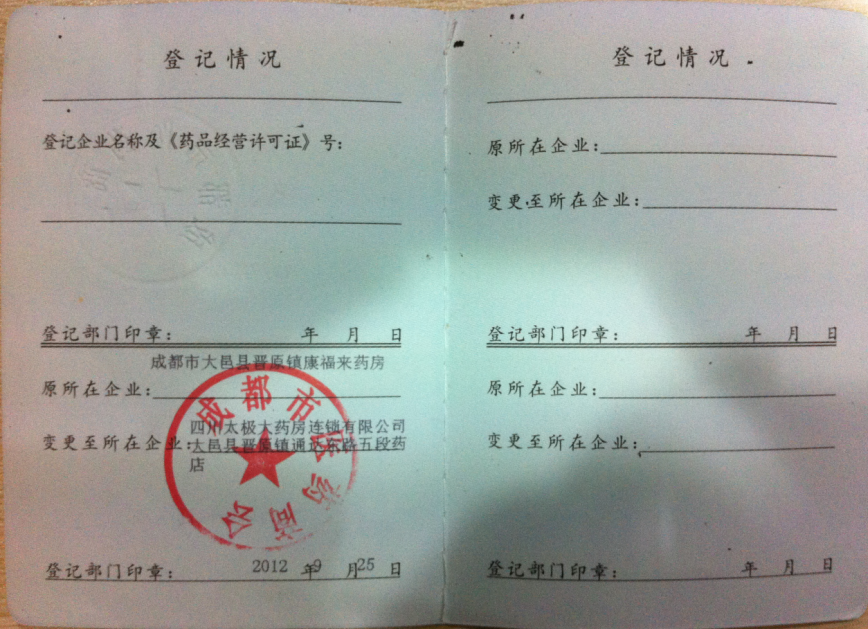 登记情况
登记企业名称及《药品经营许可证》号：
登记部门印章： 年 月 日
成都市大邑县晋原镇康福来药房
原所在企业：
四川太极大药房连锁有限公司
变更至所在企业：大邑县晋原镇通达东路五段药
店
成都市医药商会
登记部门印章： 2012 年 9 月 25 日
登记情况
原所在企业：
变更至所在企业：
登记部门印章： 年 月 日
原所在企业：
变更至所在企业：
登记部门印章： 年 月 日